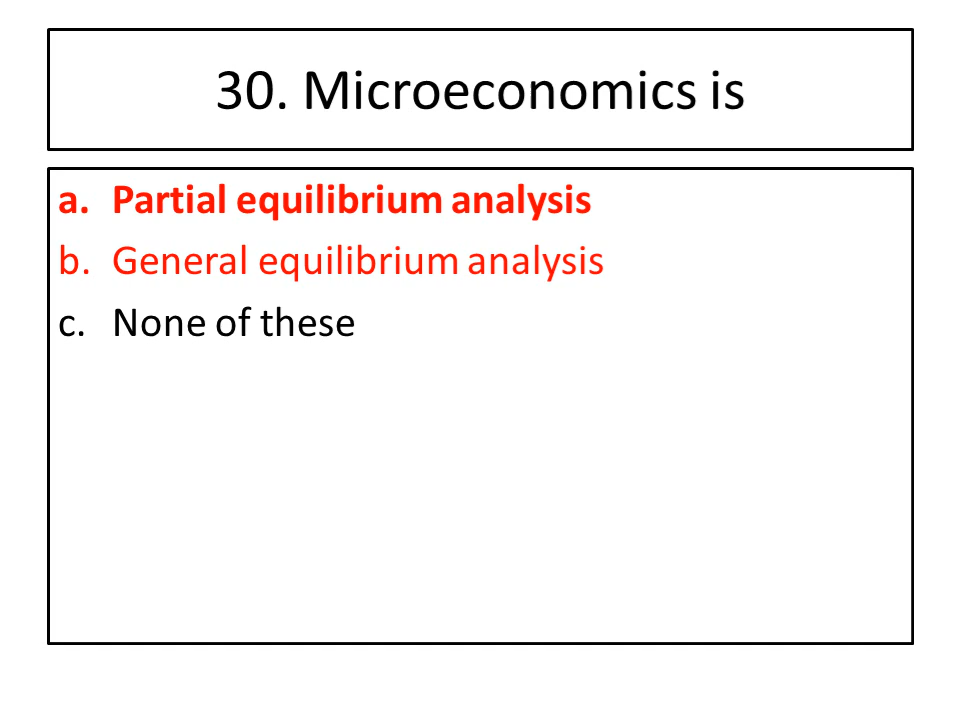 30. Microeconomics is
a. Partial equilibrium analysis
b. General equilibrium analysis
c. None of these